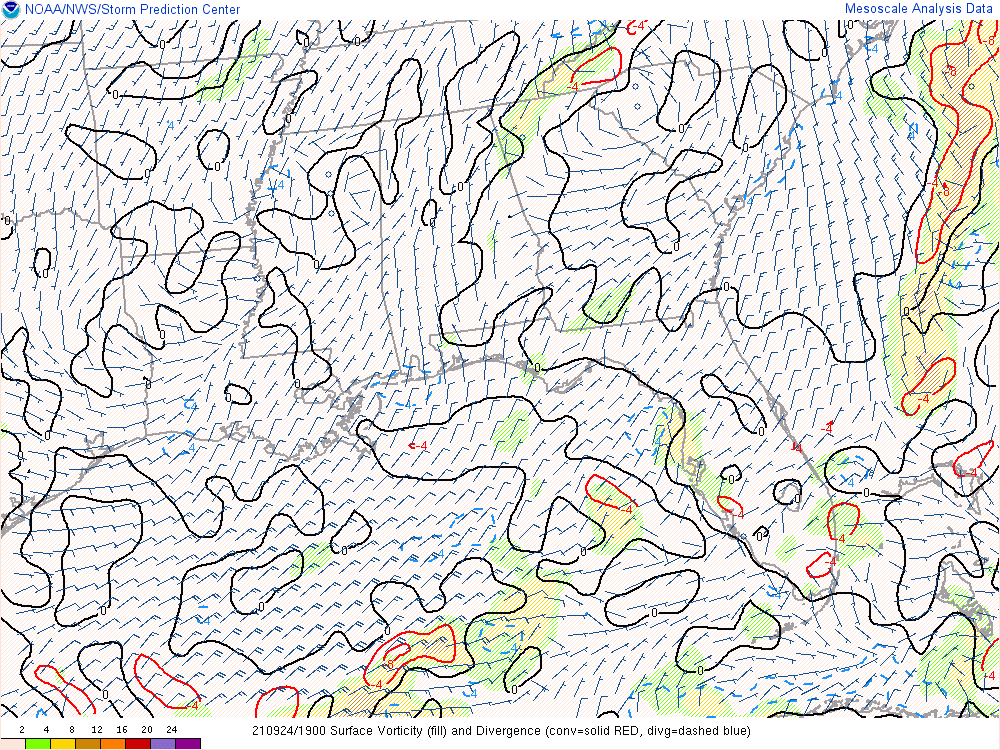 NOAA/NWS/Storm Prediction Center
Mesoscale Analysis Data
210924/1900 Surface Vorticity (fill) and Divergence (conv=solid RED, divg=dashed blue)
2 4 8 12 16 20 24